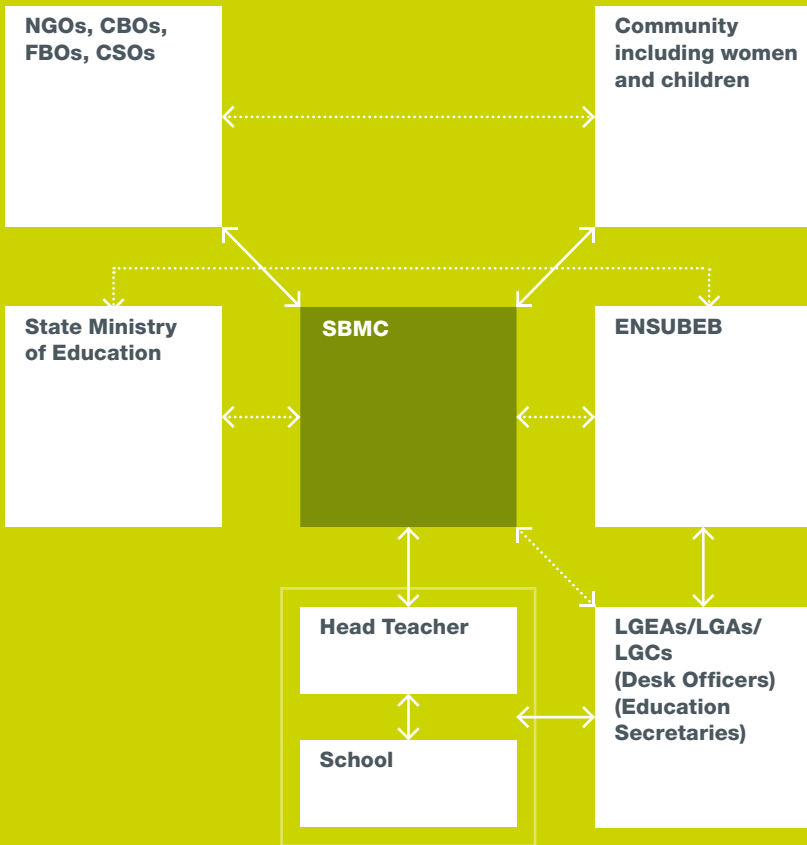 NGOs, CBOs,
FBOs, CSOs
Community
including women
and children
State Ministry
of Education
SBMC
ENSUBEB
Head Teacher
School
LGEAs/LGAs/
LGCs
(Desk Officers)
(Education
Secretaries)